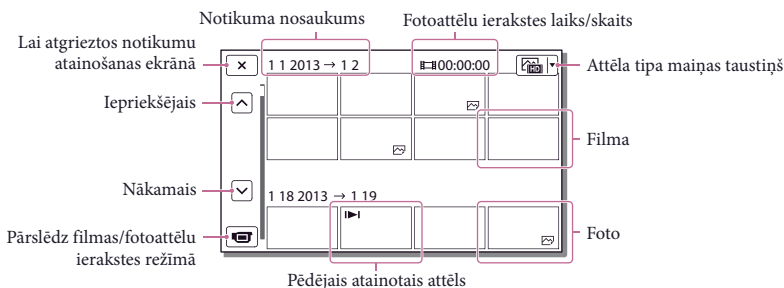 Notikuma nosaukums
Fotoattēlu ierakstes laiks/skaits
Lai atgrieztos notikumu
atainošanas ekrānā
1 1 2013 → 1 2
00:00:00
HD
Attēla tipa maiņas taustiņš
Iepriekšējais
Filma
Nākamais
1 18 2013 → 1 19
Pārslēdz filmas/fotoattēlu
ierakstes režīmā
Foto
Pēdējais atainotais attēls